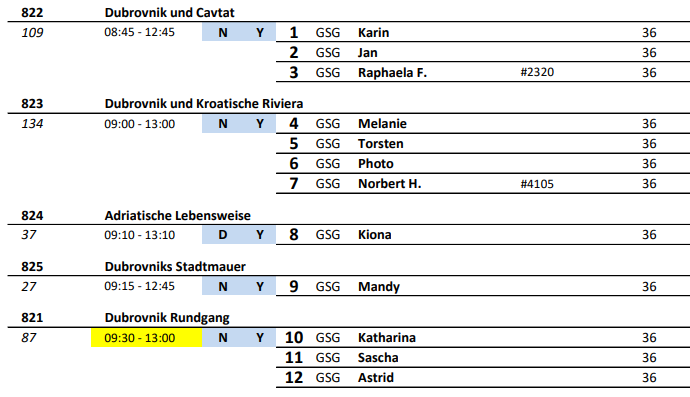 822 Dubrovnik und Cavtat
109 08:45 - 12:45 N Y 1 GSG Karin 36
2 GSG Jan 36
3 GSG Raphaela F. #2320 36
823 Dubrovnik und Kroatische Riviera
134 09:00 - 13:00 N Y 4 GSG Melanie 36
5 GSG Torsten 36
6 GSG Photo 36
7 GSG Norbert H. #4105 36
824 Adriatische Lebensweise
37 09:10 - 13:10 D Y 8 GSG Kiona 36
825 Dubrovniks Stadtmauer
27 09:15 - 12:45 N Y 9 GSG Mandy 36
821 Dubrovnik Rundgang
87 09:30 - 13:00 N Y 10 GSG Katharina 36
11 GSG Sascha 36
12 GSG Astrid 36